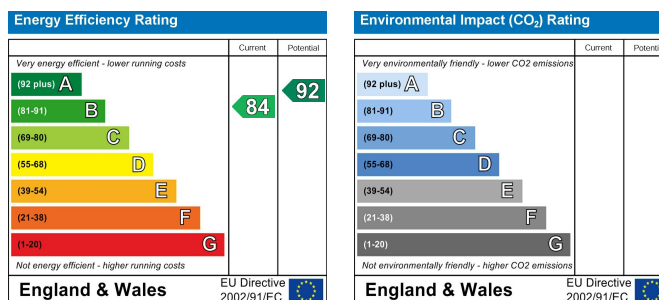 Energy Efficiency Rating
Current Potential
Very energy efficient - lower running costs
(92 plus) A
(81-91) B
(69-80) C
(55-68) D
(39-54) E
(21-38) F
(1-20) G
84
92
Not energy efficient - higher running costs
England & Wales
EU Directive
2002/91/EC
Environmental Impact (CO₂) Rating
Current Potential
Very environmentally friendly - lower CO2 emissions
(92 plus) A
(81-91) B
(69-80) C
(55-68) D
(39-54) E
(21-38) F
(1-20) G
Not environmentally friendly - higher CO2 emissions
England & Wales
EU Directive
2002/91/EC